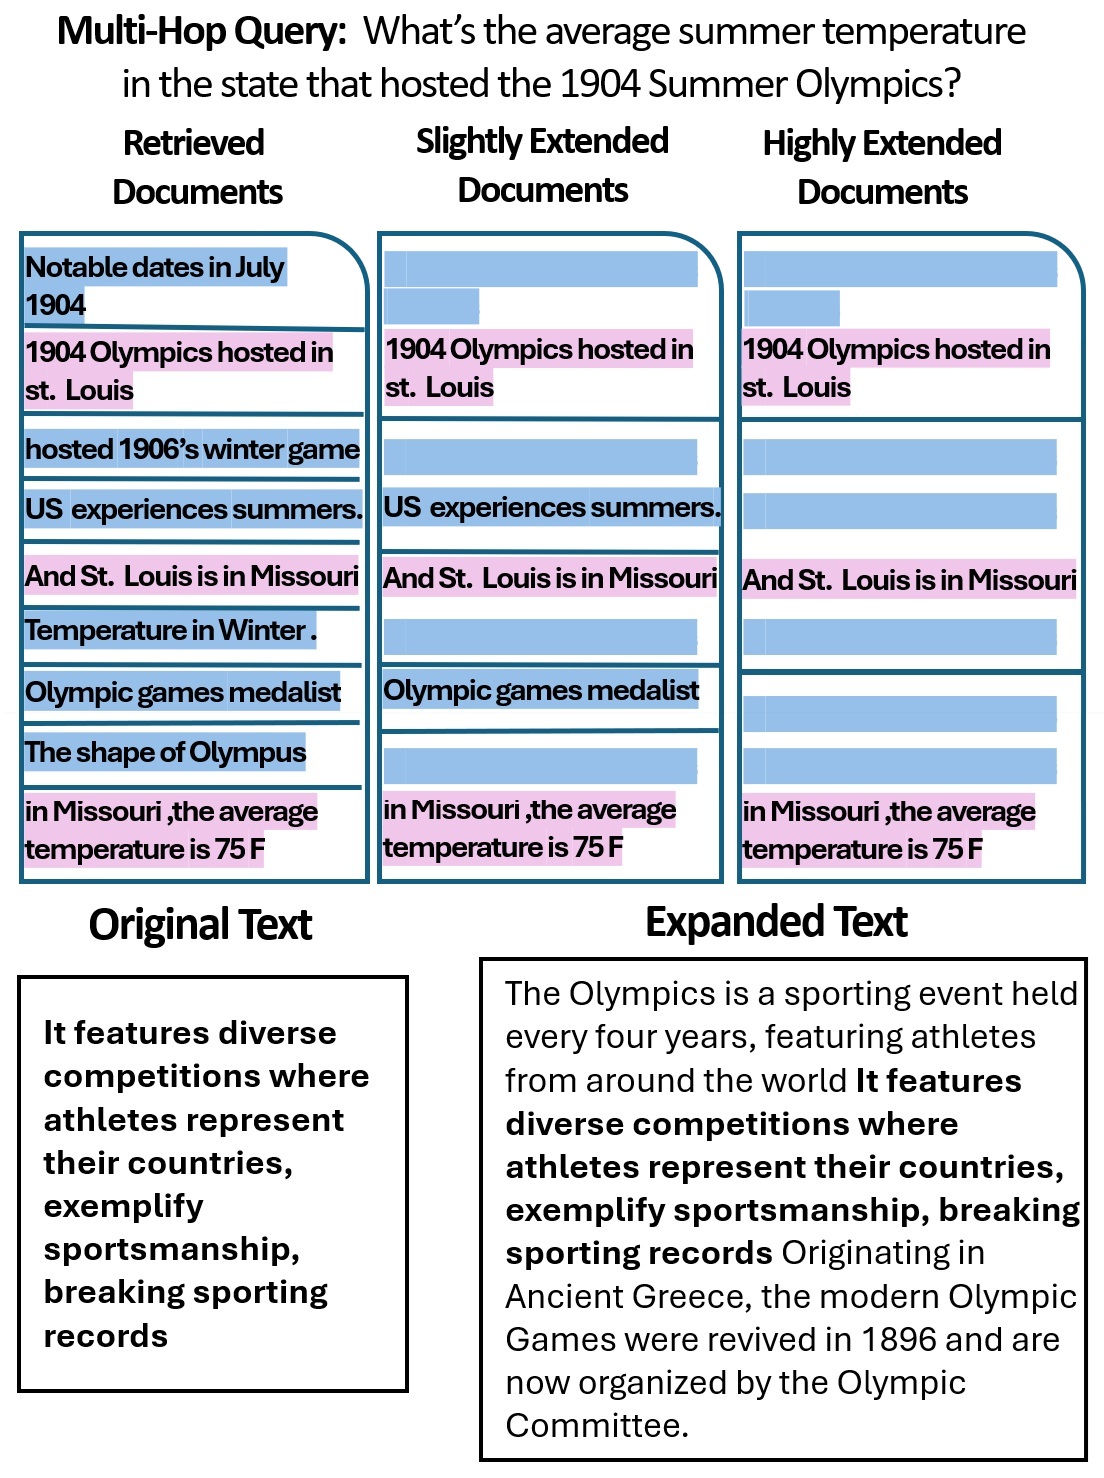 Multi-Hop Query: What's the average summer temperature
in the state that hosted the 1904 Summer Olympics?
Retrieved
Documents
Slightly Extended
Documents
Highly Extended
Documents
Notable dates in July
1904
1904 Olympics hosted in
st. Louis
hosted 1906's winter game
US experiences summers.
And St. Louis is in Missouri
Temperature in Winter .
Olympic games medalist
The shape of Olympus
in Missouri ,the average
temperature is 75 F
1904 Olympics hosted in
st. Louis
US experiences summers.
And St. Louis is in Missouri
Olympic games medalist
in Missouri ,the average
temperature is 75 F
1904 Olympics hosted in
st. Louis
And St. Louis is in Missouri
in Missouri ,the average
temperature is 75 F
Original Text
It features diverse
competitions where
athletes represent
their countries,
exemplify
sportsmanship,
breaking sporting
records
Expanded Text
The Olympics is a sporting event held
every four years, featuring athletes
from around the world It features
diverse competitions where
athletes represent their countries,
exemplify sportsmanship, breaking
sporting records Originating in
Ancient Greece, the modern Olympic
Games were revived in 1896 and are
now organized by the Olympic
Committee.